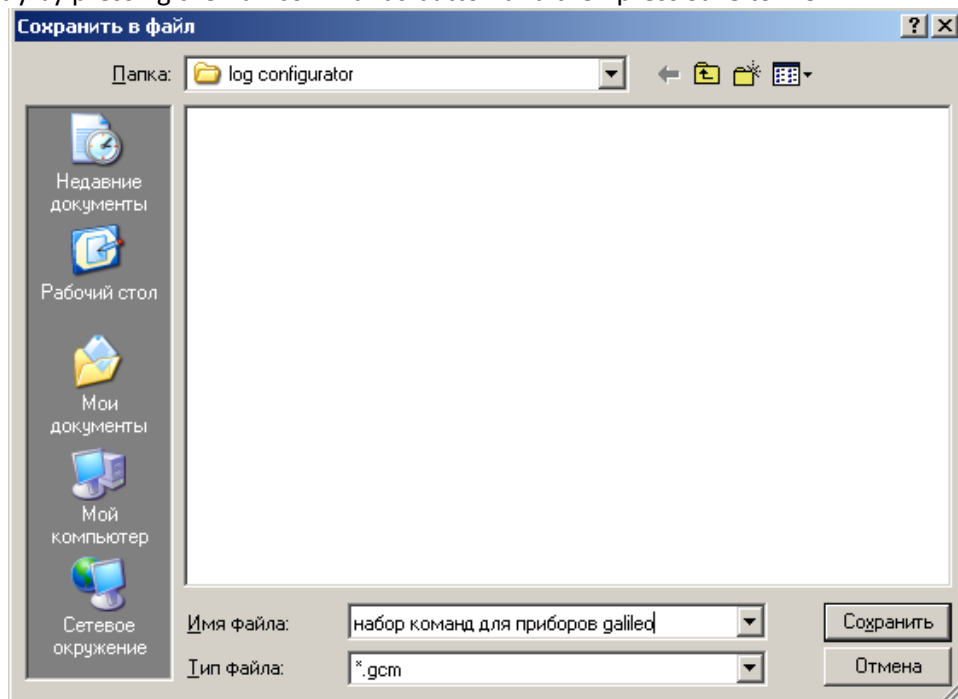 Сохранить в файл
Папка:
log configurator
Недавние
документы
Рабочий стол
Мои
документы
Мой
компьютер
Сетевое
окружение
Имя файла:
набор команд для приборов galileo
Сохранить
Тип файла:
*.gcm
Отмена